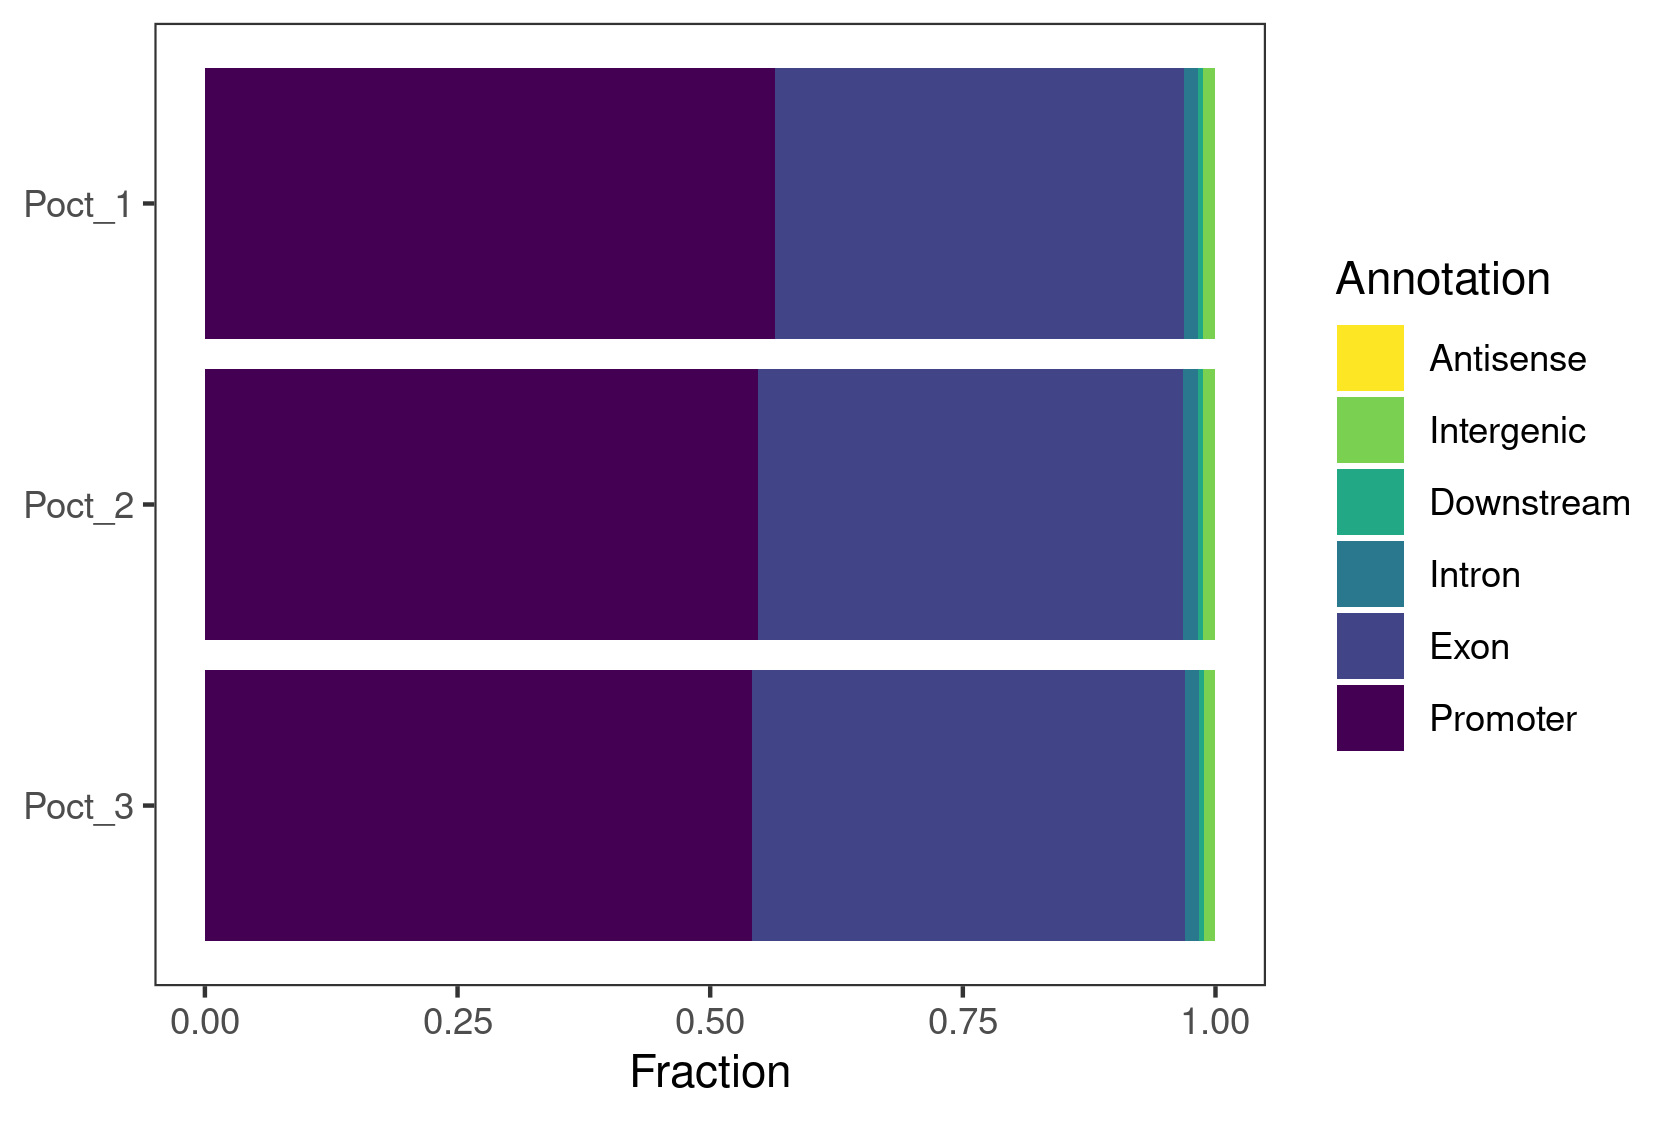 Poct_1
Poct_2
Poct_3
0.00
0.25
0.50
0.75
1.00
Fraction
Annotation
Antisense
Intergenic
Downstream
Intron
Exon
Promoter